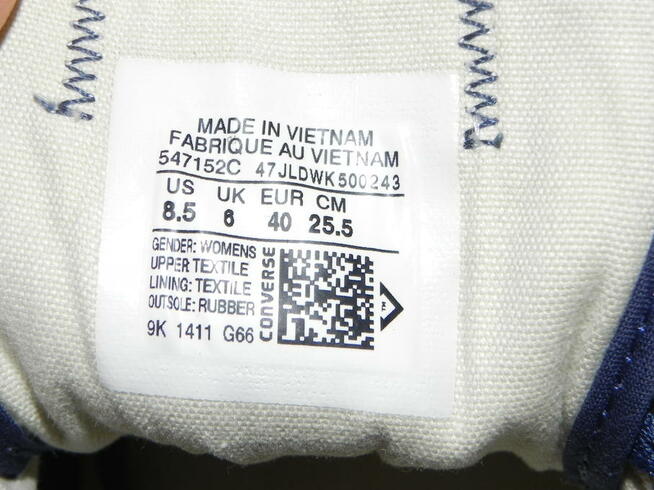 MADE IN VIETNAM
FABRIQUE AU VIETNAM
547152C 47JLDWK500243
US UK EUR CM
8.5 6 40 25.5
GENDER: WOMENS
UPPER TEXTILE
LINING: TEXTILE
OUTSOLE: RUBBER
9K 1411 G66
CONVERSE